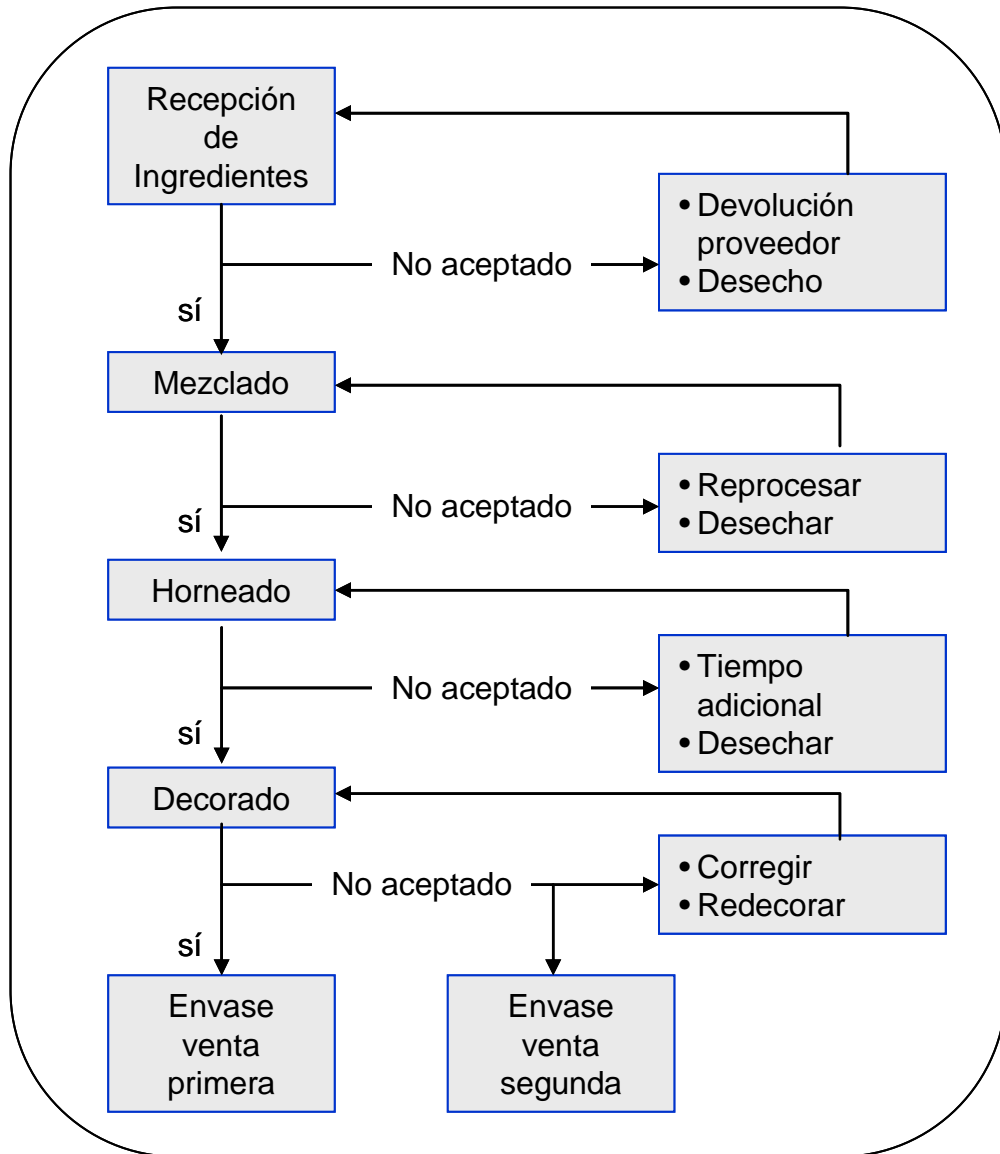 Recepción
de
Ingredientes
• Devolución
proveedor
• Desecho
No aceptado
sí
Mezclado
• Reprocesar
• Desechar
No aceptado
sí
Horneado
• Tiempo
adicional
• Desechar
No aceptado
sí
Decorado
• Corregir
• Redecorar
No aceptado
sí
Envase
venta
primera
Envase
venta
segunda